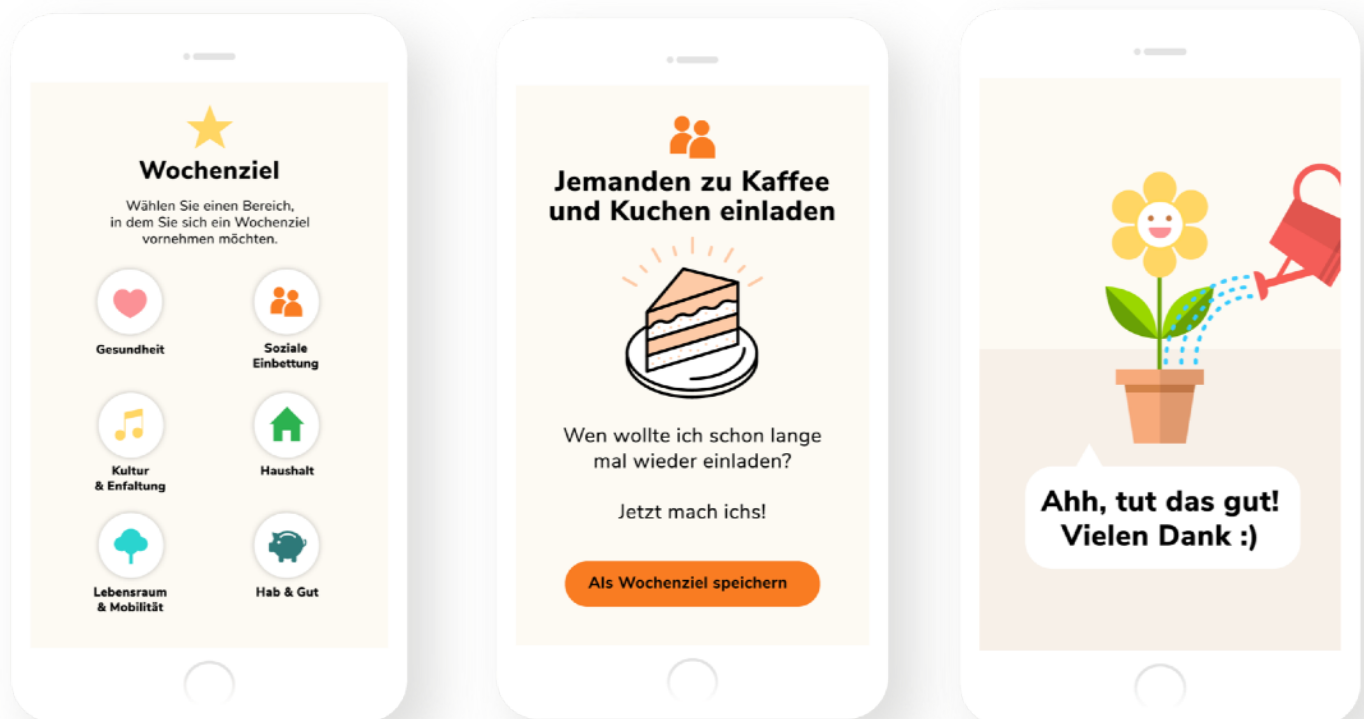 Wochenziel
Wählen Sie einen Bereich,
in dem Sie sich ein Wochenziel
vornehmen möchten.
Gesundheit
Soziale
Einbettung
Kultur
& Enfaltung
Haushalt
Lebensraum
& Mobilität
Hab & Gut
Jemanden zu Kaffee
und Kuchen einladen
Wen wollte ich schon lange
mal wieder einladen?
Jetzt mach ichs!
Als Wochenziel speichern
Ahh, tut das gut!
Vielen Dank :)